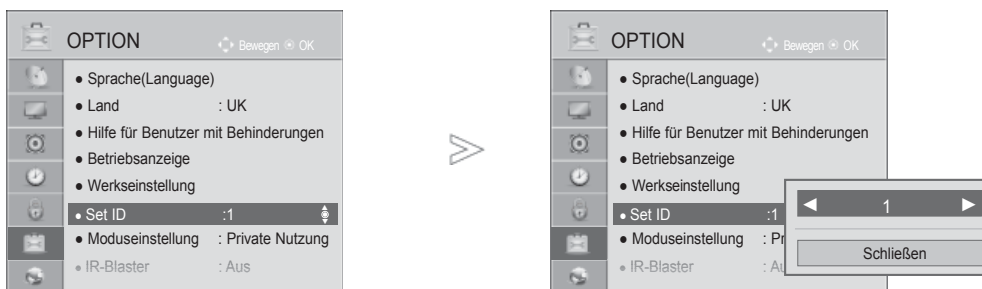 OPTION
Bewegen OK
● Sprache(Language)
● Land : UK
● Hilfe für Benutzer mit Behinderungen
● Betriebsanzeige
● Werkseinstellung
● Set ID :1
● Moduseinstellung : Private Nutzung
● IR-Blaster : Aus
OPTION
Bewegen OK
● Sprache(Language)
● Land : UK
● Hilfe für Benutzer mit Behinderungen
● Betriebsanzeige
● Werkseinstellung
● Set ID :1
● Moduseinstellung : Pr
● IR-Blaster : Au
◄ 1 ►
Schließen